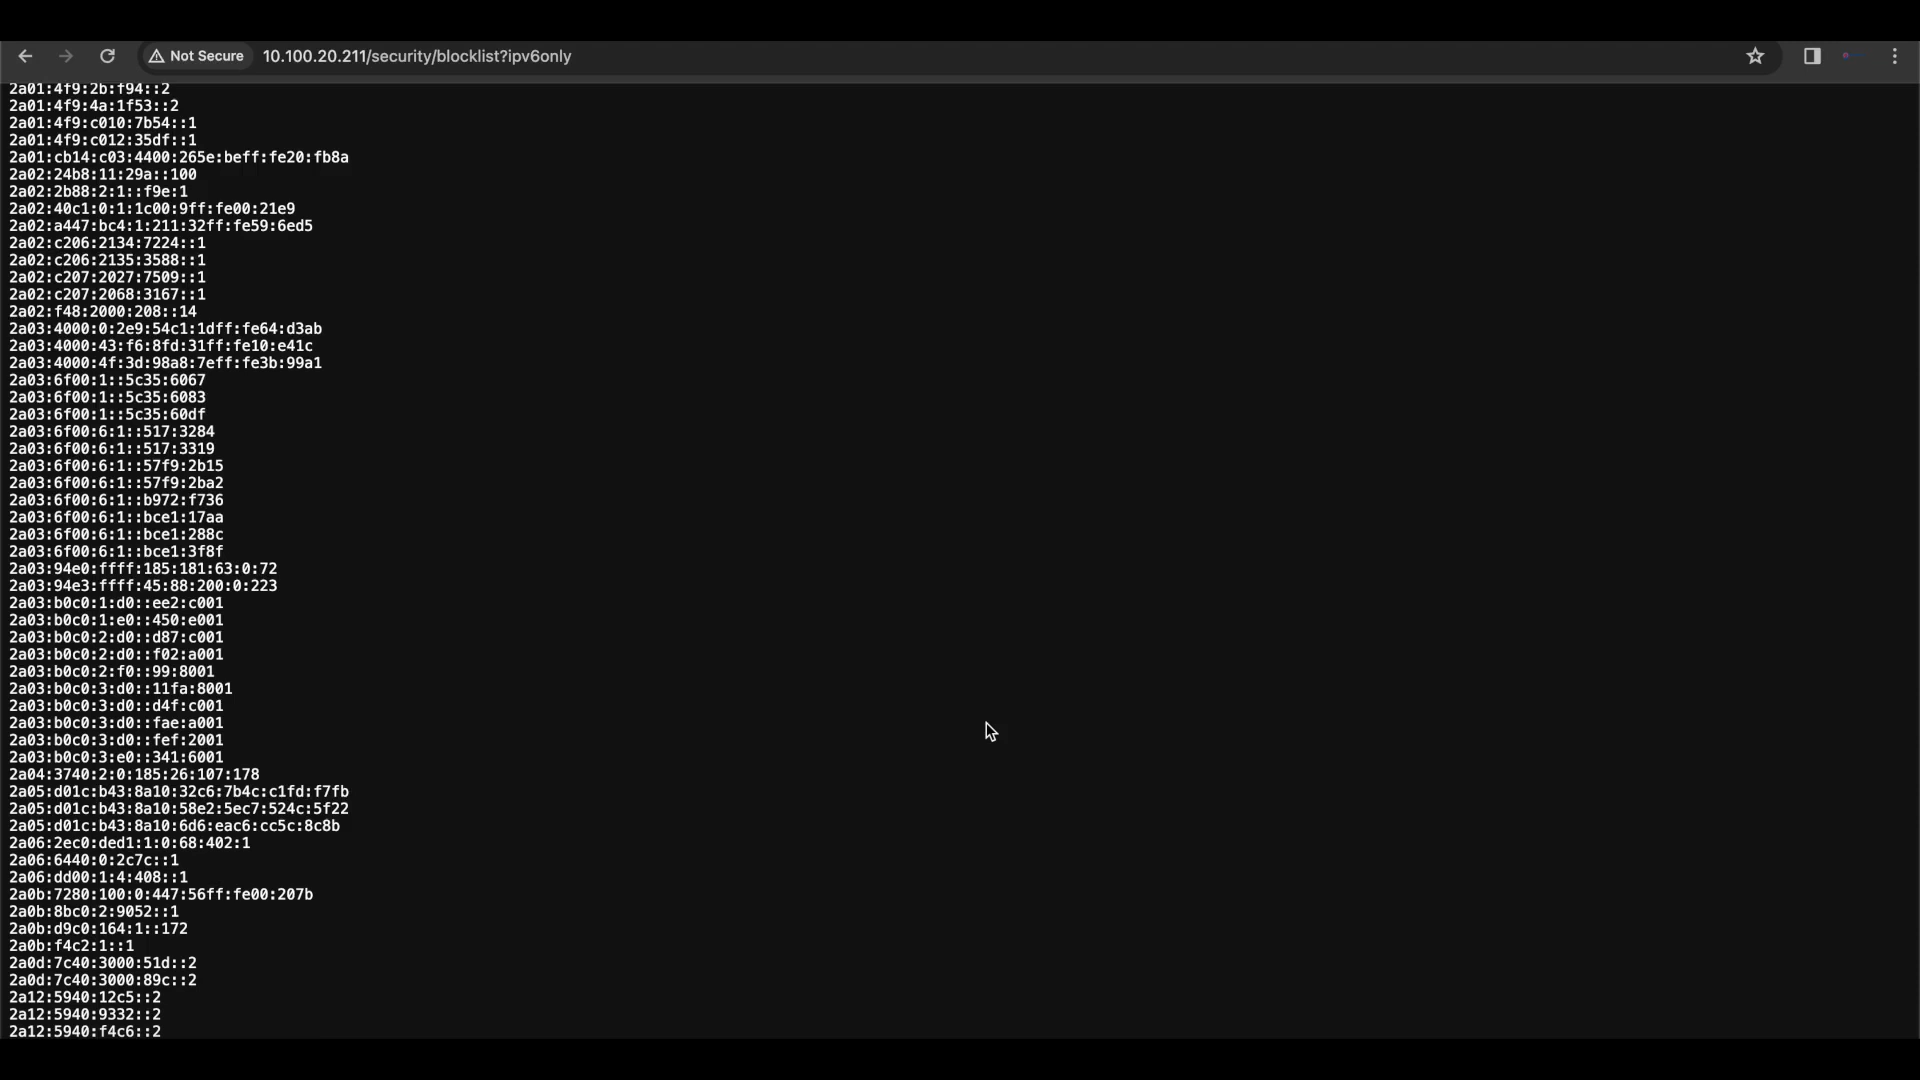 Not Secure 10.100.20.211/security/blocklist?ipv6only
2a01:4f9:2b:f94::2
2a01:4f9:4a:1f53::2
2a01:4f9:c010:7b54::1
2a01:4f9:c012:35df::1
2a01:cb14:c03:4400:265e:beff:fe20:fb8a
2a02:24b8:11:29a::100
2a02:2b88:2:1::f9e:1
2a02:40c1:0:1:1c00:9ff:fe00:21e9
2a02:a447:bc4:1:211:32ff:fe59:6ed5
2a02:c206:2134:7224::1
2a02:c206:2135:3588::1
2a02:c207:2027:7509::1
2a02:c207:2068:3167::1
2a02:f48:2000:208::14
2a03:4000:0:2e9:54c1:1dff:fe64:d3ab
2a03:4000:43:f6:8fd:31ff:fe10:e41c
2a03:4000:4f:3d:98a8:7eff:fe3b:99a1
2a03:6f00:1::5c35:6067
2a03:6f00:1::5c35:6083
2a03:6f00:1::5c35:60df
2a03:6f00:6:1::517:3284
2a03:6f00:6:1::517:3319
2a03:6f00:6:1::57f9:2b15
2a03:6f00:6:1::57f9:2ba2
2a03:6f00:6:1::b972:f736
2a03:6f00:6:1::bce1:17aa
2a03:6f00:6:1::bce1:288c
2a03:6f00:6:1::bce1:3f8f
2a03:94e0:ffff:185:181:63:0:72
2a03:94e3:ffff:45:88:200:0:223
2a03:b0c0:1:d0::ee2:c001
2a03:b0c0:1:e0::450:e001
2a03:b0c0:2:d0::d87:c001
2a03:b0c0:2:d0::f02:a001
2a03:b0c0:2:f0::99:8001
2a03:b0c0:3:d0::11fa:8001
2a03:b0c0:3:d0::d4f:c001
2a03:b0c0:3:d0::fae:a001
2a03:b0c0:3:d0::fef:2001
2a03:b0c0:3:e0::341:6001
2a04:3740:2:0:185:26:107:178
2a05:d01c:b43:8a10:32c6:7b4c:c1fd:f7fb
2a05:d01c:b43:8a10:58e2:5ec7:524c:5f22
2a05:d01c:b43:8a10:6d6:eac6:cc5c:8c8b
2a06:2ec0:ded1:1:0:68:402:1
2a06:6440:0:2c7c::1
2a06:dd00:1:4:408::1
2a0b:7280:100:0:447:56ff:fe00:207b
2a0b:8bc0:2:9052::1
2a0b:d9c0:164:1::172
2a0b:f4c2:1::1
2a0d:7c40:3000:51d::2
2a0d:7c40:3000:89c::2
2a12:5940:12c5::2
2a12:5940:9332::2
2a12:5940:f4c6::2